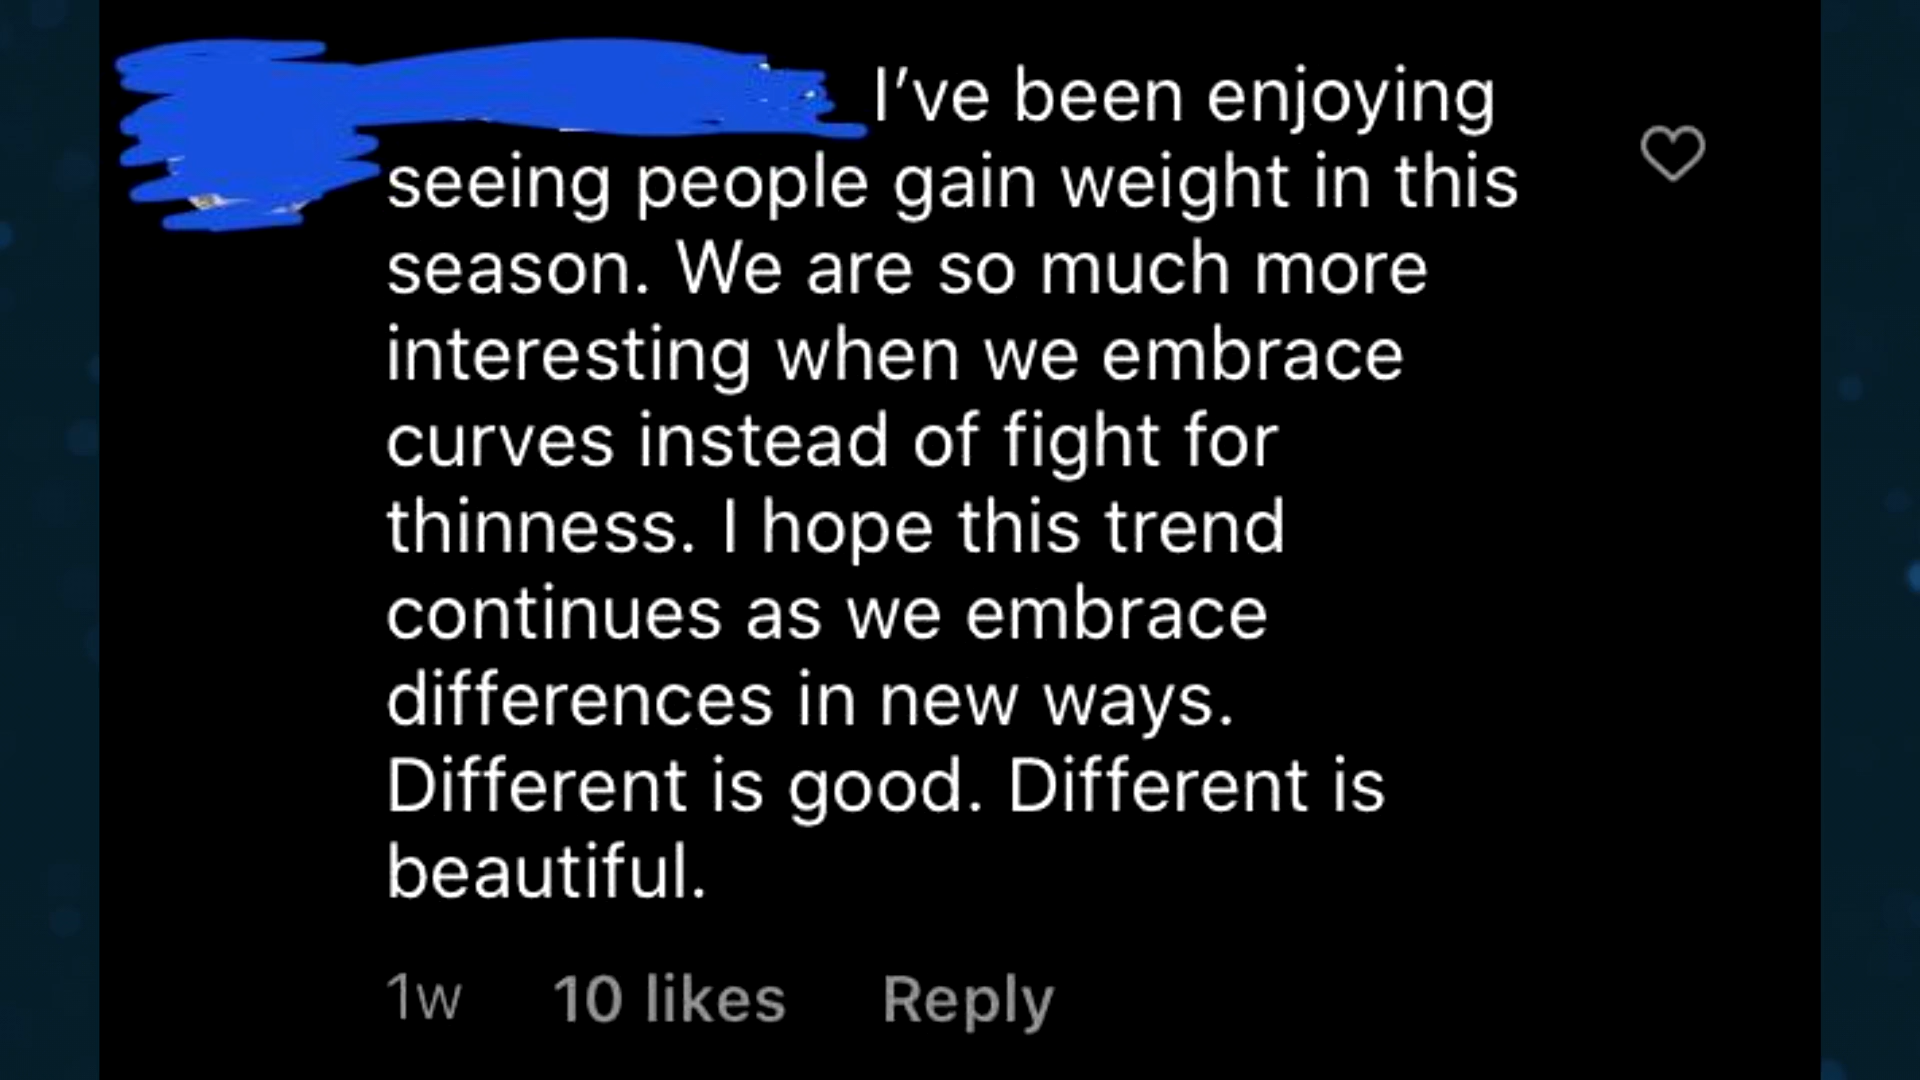 I’ve been enjoying
seeing people gain weight in this
season. We are so much more
interesting when we embrace
curves instead of fight for
thinness. I hope this trend
continues as we embrace
differences in new ways.
Different is good. Different is
beautiful.
1w 10 likes Reply